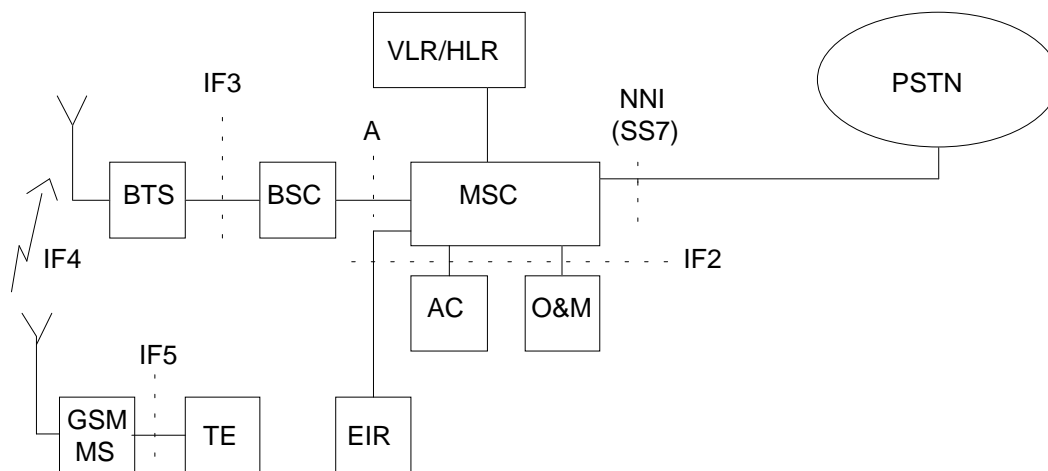 VLR/HLR
PSTN
IF3
NNI
(SS7)
A
BTS
BSC
MSC
IF4
IF2
AC
O&M
IF5
GSM
MS
TE
EIR